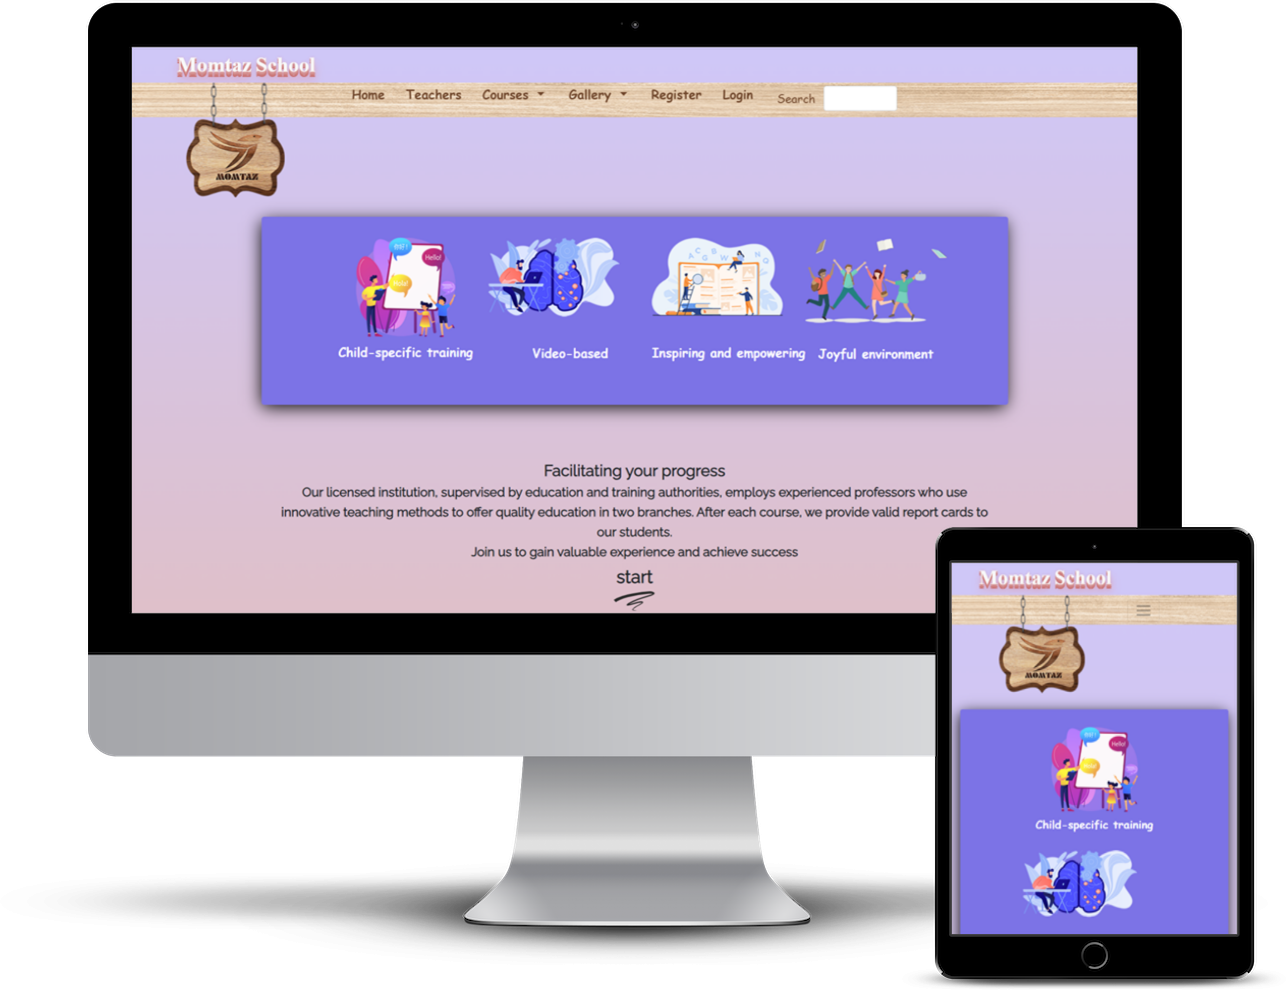 Momtaz School
Home Teachers Courses Gallery Register Login Search
MOMTAZ
Hello!
A C B N
G W Q
Child-specific training Video-based Inspiring and empowering Joyful environment
Facilitating your progress
Our licensed institution, supervised by education and training authorities, employs experienced professors who use
innovative teaching methods to offer quality education in two branches. After each course, we provide valid report cards to
our students.
Join us to gain valuable experience and achieve success
start
Momtaz School
MOMTAZ
Hello!
Child-specific training